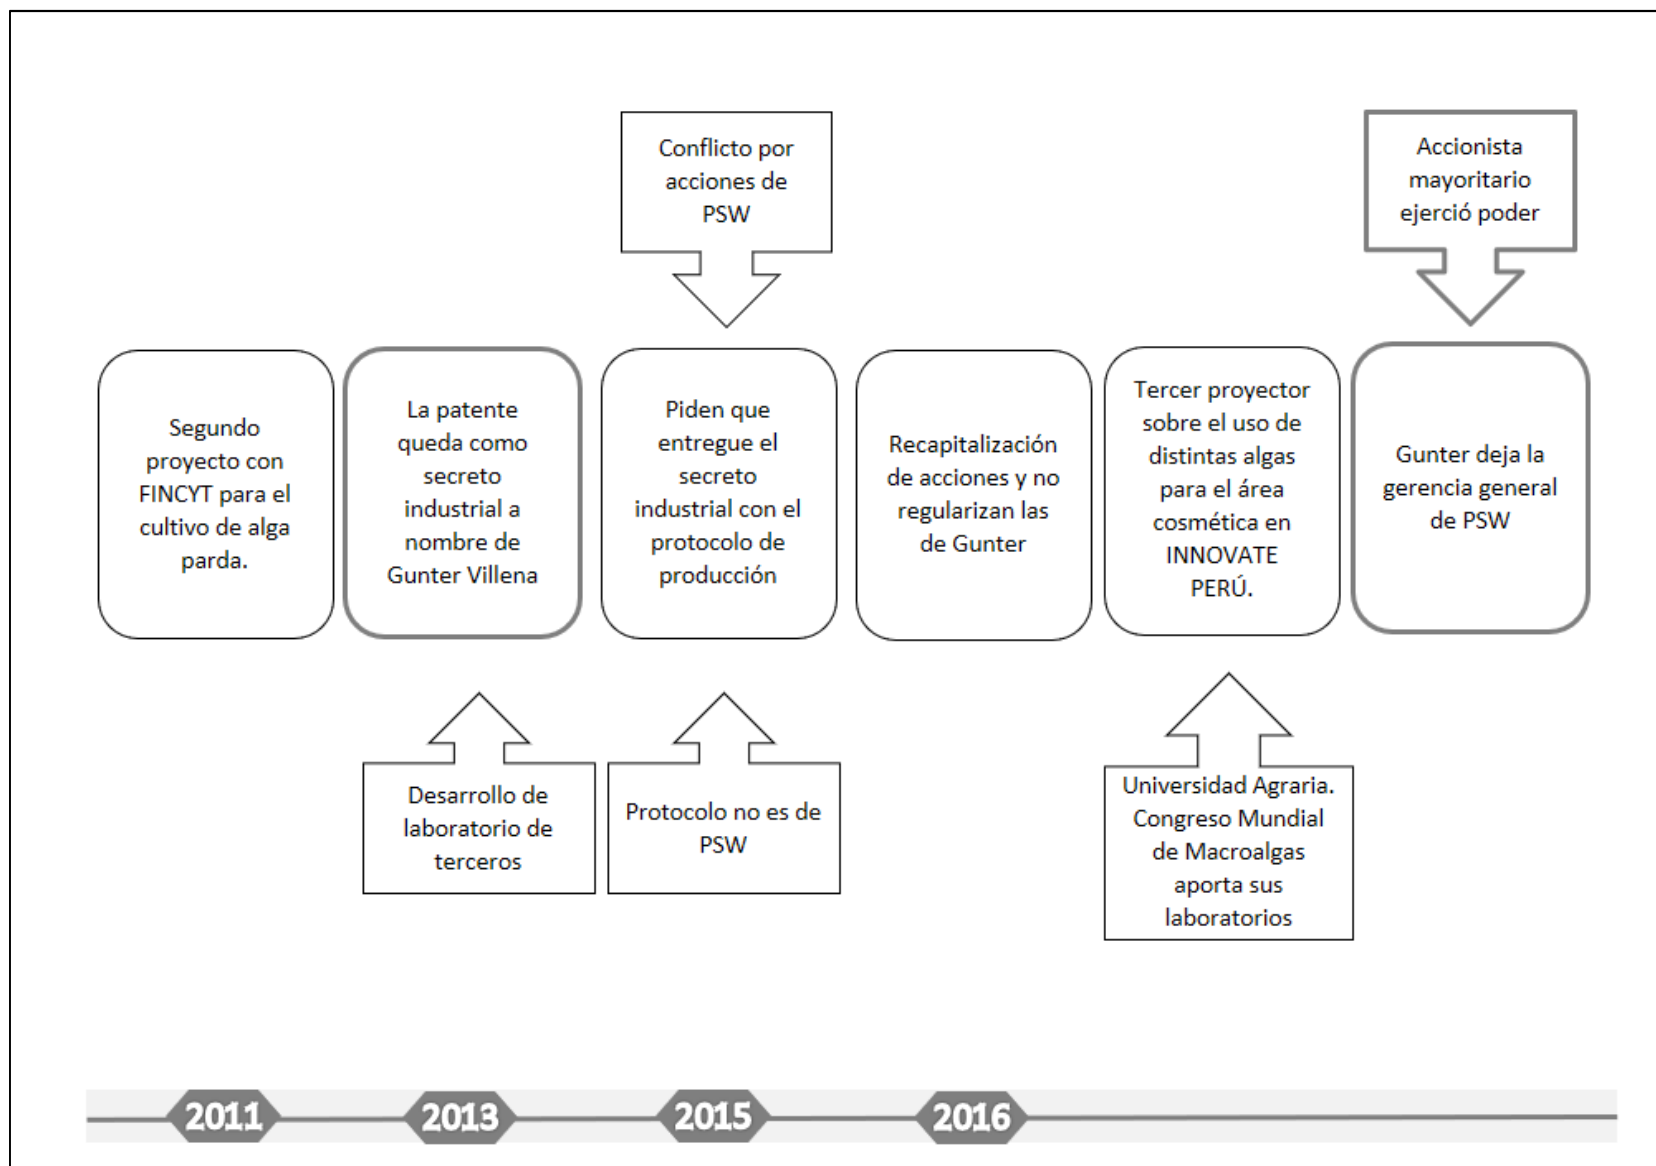 Conflicto por
acciones de
PSW
Accionista
mayoritario
ejerció poder
Segundo
proyecto con
FINCYT para el
cultivo de alga
parda.
La patente
queda como
secreto
industrial a
nombre de
Gunter Villena
Piden que
entregue el
secreto
industrial con el
protocolo de
producción
Recapitalización
de acciones y no
regularizan las
de Gunter
Tercer proyector
sobre el uso de
distintas algas
para el área
cosmética en
INNOVATE
PERÚ.
Gunter deja la
gerencia general
de PSW
Desarrollo de
laboratorio de
terceros
Protocolo no es de
PSW
Universidad Agraria.
Congreso Mundial
de Macroalgas
aporta sus
laboratorios
2011
2013
2015
2016